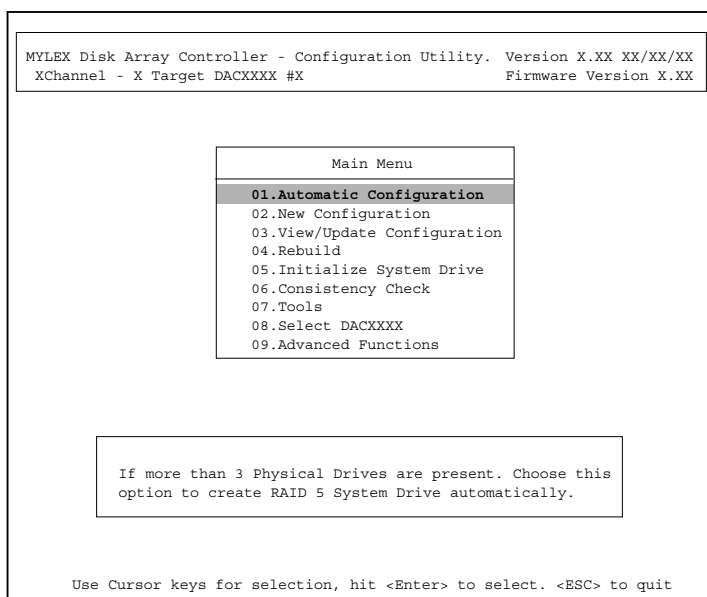 MYLEX Disk Array Controller - Configuration Utility. Version X.XX XX/XX/XX
XChannel - X Target DACXXXX #X Firmware Version X.XX
Main Menu
01.Automatic Configuration
02.New Configuration
03.View/Update Configuration
04.Rebuild
05.Initialize System Drive
06.Consistency Check
07.Tools
08.Select DACXXXX
09.Advanced Functions
If more than 3 Physical Drives are present. Choose this
option to create RAID 5 System Drive automatically.
Use Cursor keys for selection, hit <Enter> to select. <ESC> to quit